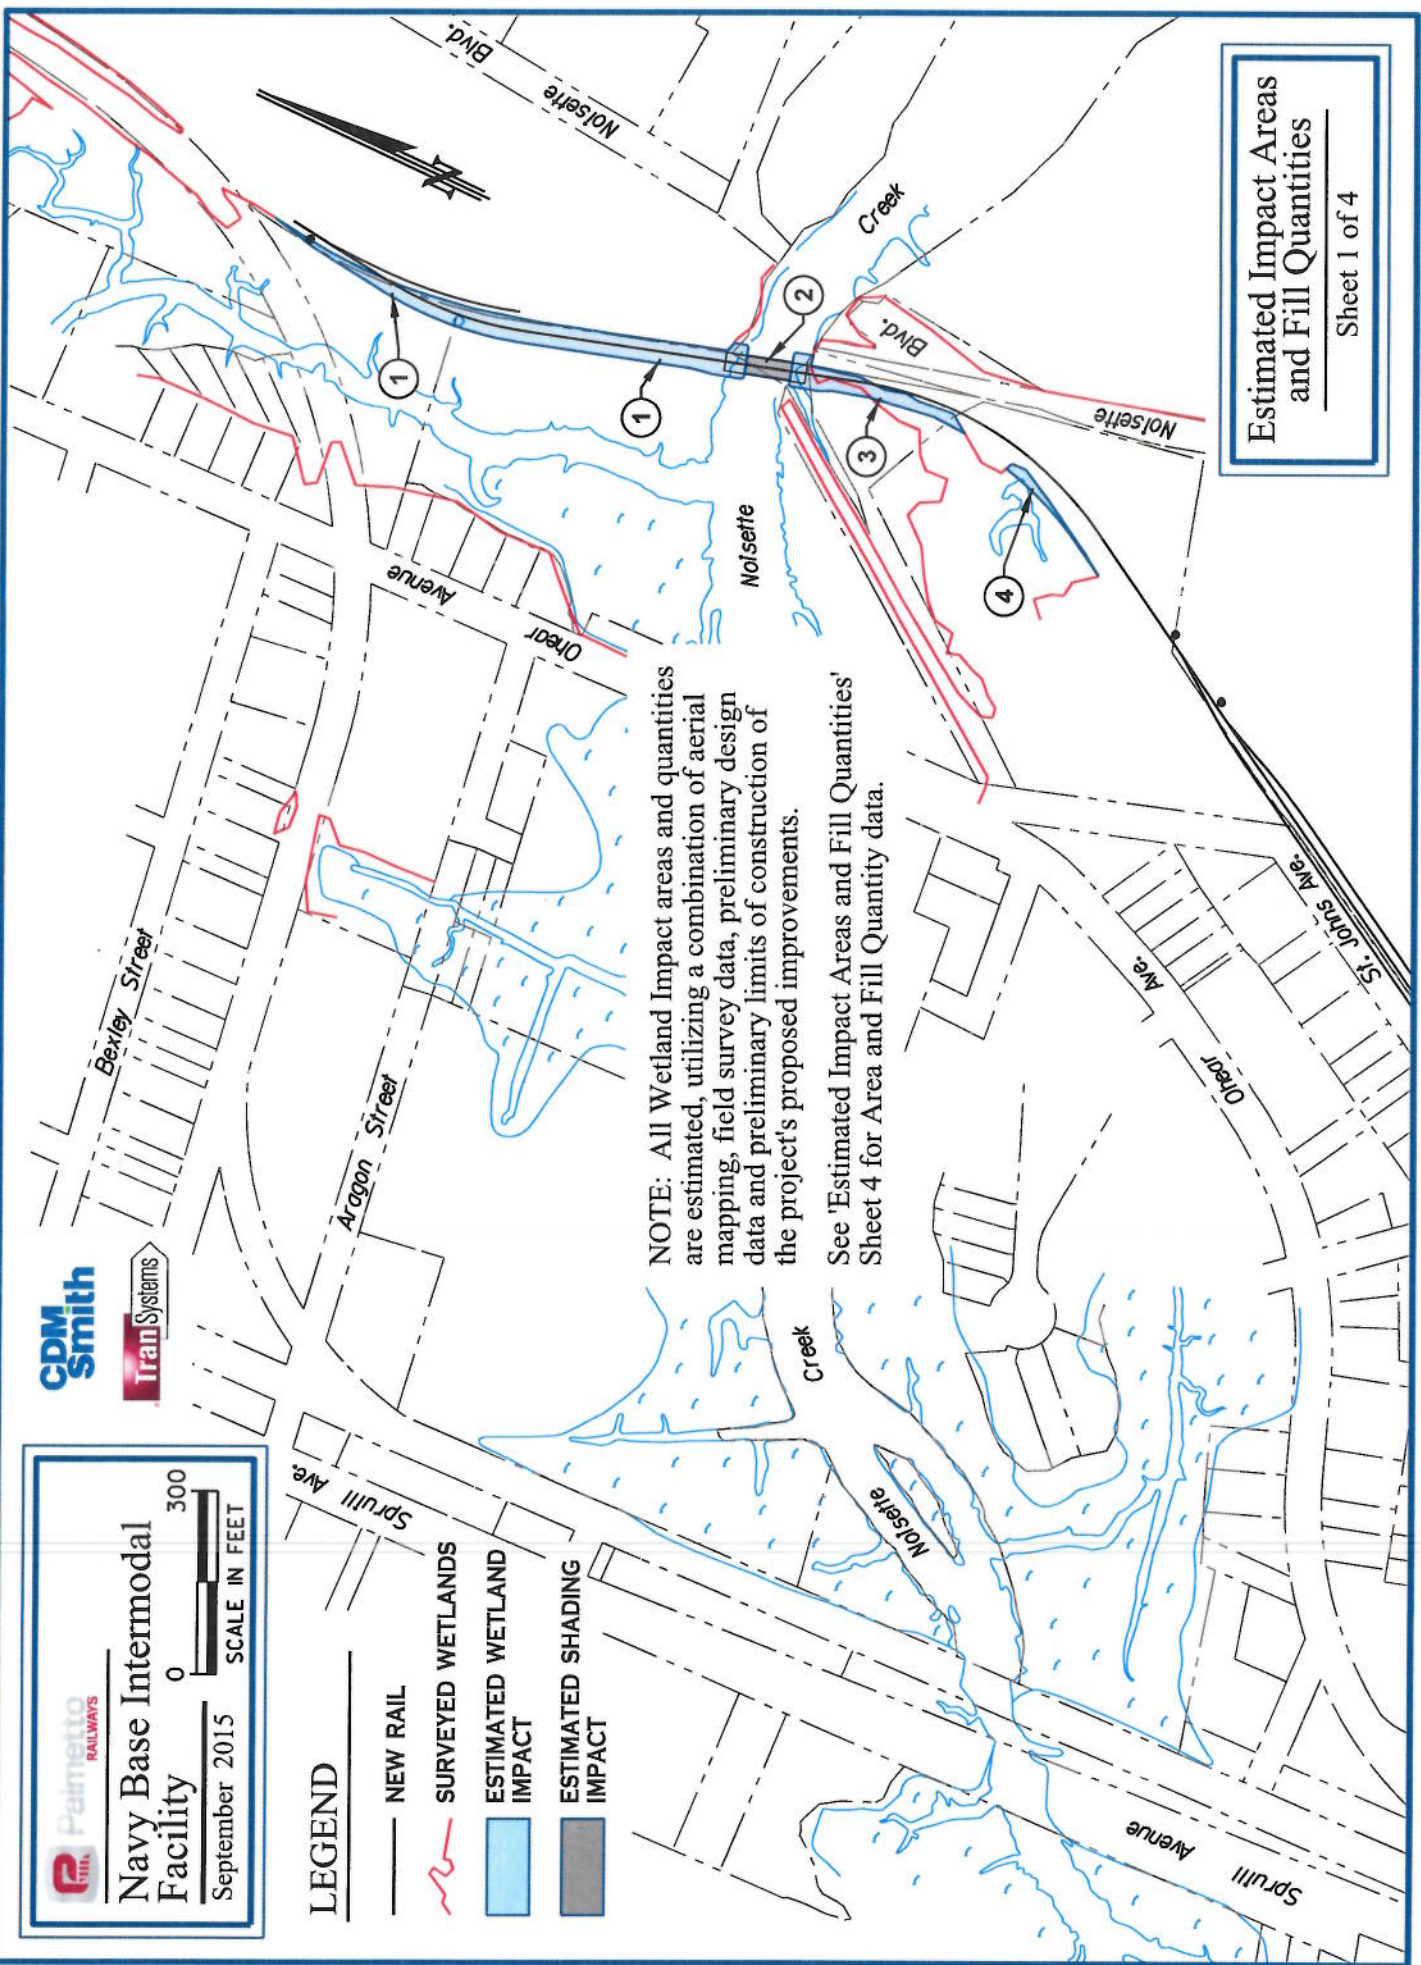 Palmetto
RAILWAYS
Navy Base Intermodal
Facility
September 2015
0 300
SCALE IN FEET
CDM
Smith
TranSystems
LEGEND
NEW RAIL
SURVEYED WETLANDS
ESTIMATED WETLAND
IMPACT
ESTIMATED SHADING
IMPACT
Bexley Street
Aragon Street
Spruill Ave.
Ohear Avenue
Noisette Blvd.
N
1
1
2
3
4
Noisette Creek
Noisette Blvd.
NOTE: All Wetland Impact areas and quantities
are estimated, utilizing a combination of aerial
mapping, field survey data, preliminary design
data and preliminary limits of construction of
the project's proposed improvements.
See 'Estimated Impact Areas and Fill Quantities'
Sheet 4 for Area and Fill Quantity data.
Noisette Creek
Ohear Ave.
St. Johns Ave.
Spruill Avenue
Estimated Impact Areas
and Fill Quantities
Sheet 1 of 4